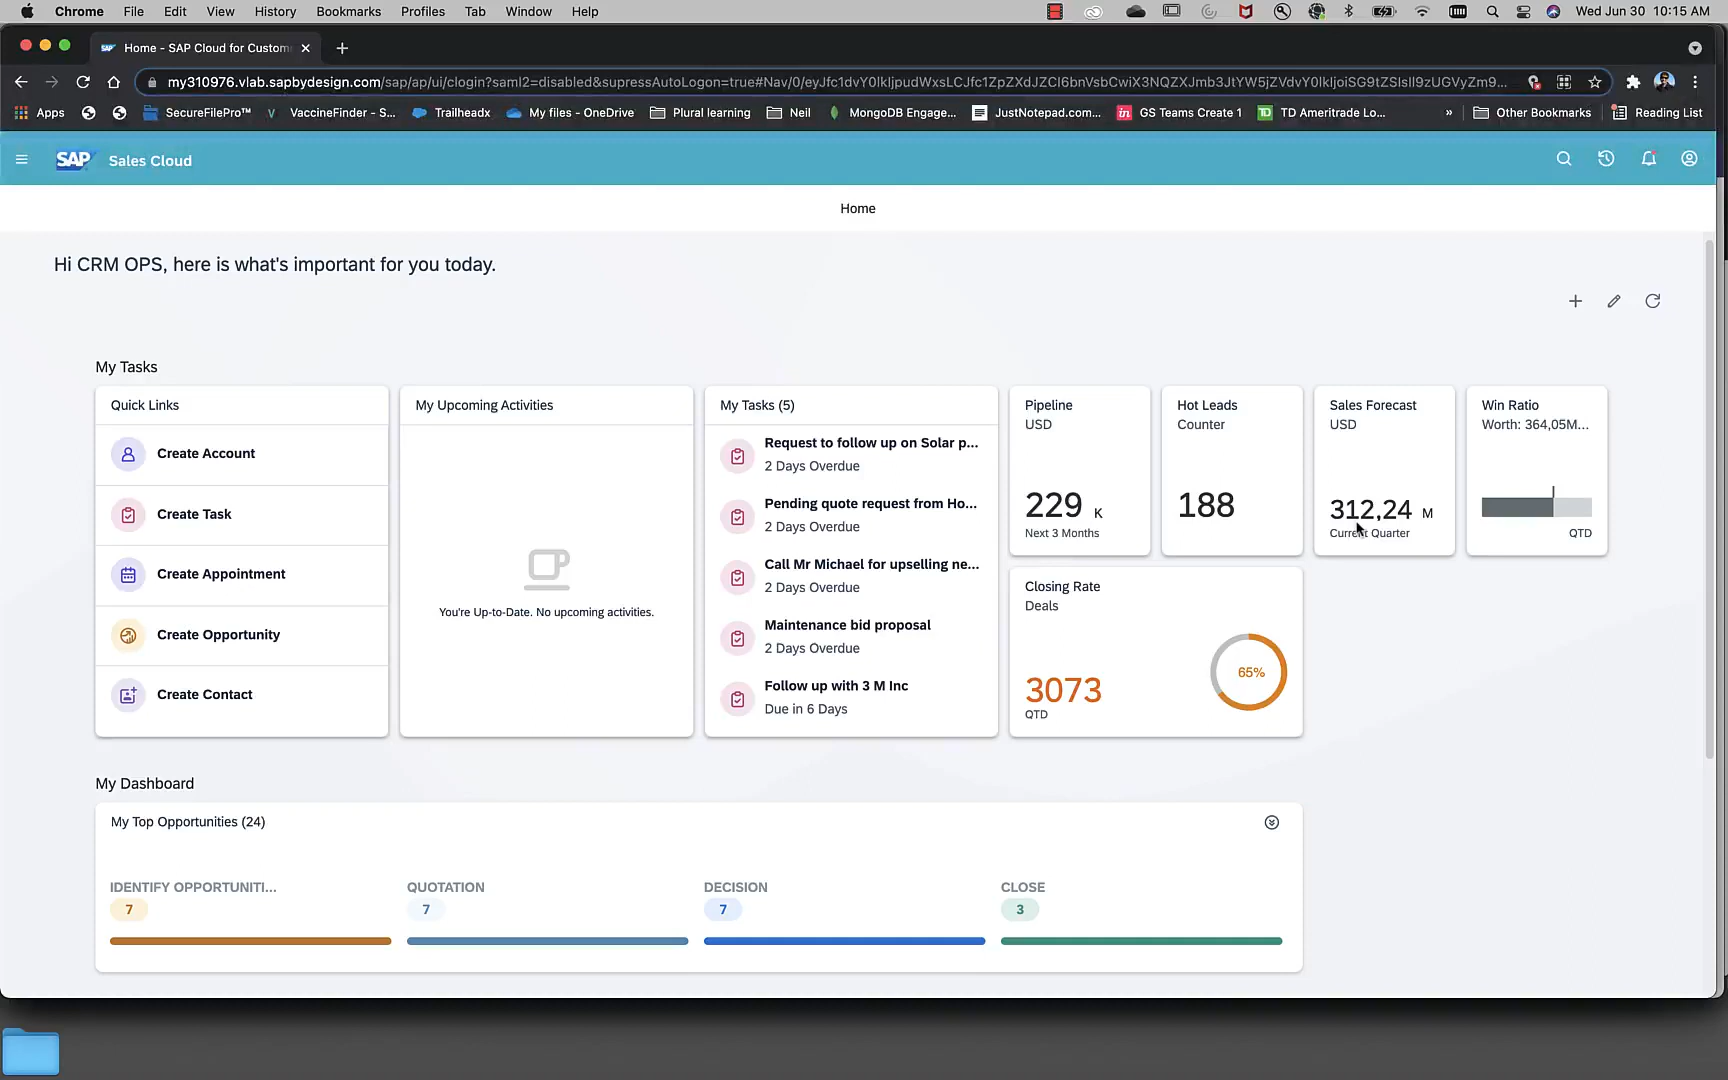 Chrome File Edit View History Bookmarks Profiles Tab Window Help Wed Jun 30 10:15 AM
SAP Home - SAP Cloud for Custom
my310976.vlab.sapbydesign.com/sap/ap/ui/clogin?saml2=disabled&supressAutoLogon=true#Nav/0/
Apps SecureFilePro™ V VaccineFinder - S... Trailheadx My files - OneDrive Plural learning Neil MongoDB Engage... JustNotepad.com... in GS Teams Create 1 TD TD Ameritrade Lo... » Other Bookmarks Reading List
SAP Sales Cloud
Home
Hi CRM OPS, here is what's important for you today.
My Tasks
Quick Links
Create Account
Create Task
Create Appointment
Create Opportunity
Create Contact
My Upcoming Activities
You're Up-to-Date. No upcoming activities.
My Tasks (5)
Request to follow up on Solar p...
2 Days Overdue
Pending quote request from Ho...
2 Days Overdue
Call Mr Michael for upselling ne...
2 Days Overdue
Maintenance bid proposal
2 Days Overdue
Follow up with 3 M Inc
Due in 6 Days
Pipeline
USD
229 K
Next 3 Months
Hot Leads
Counter
188
Sales Forecast
USD
312,24 M
Current Quarter
Win Ratio
Worth: 364,05M...
QTD
Closing Rate
Deals
3073
QTD
65%
My Dashboard
My Top Opportunities (24)
IDENTIFY OPPORTUNITI...
7
QUOTATION
7
DECISION
7
CLOSE
3